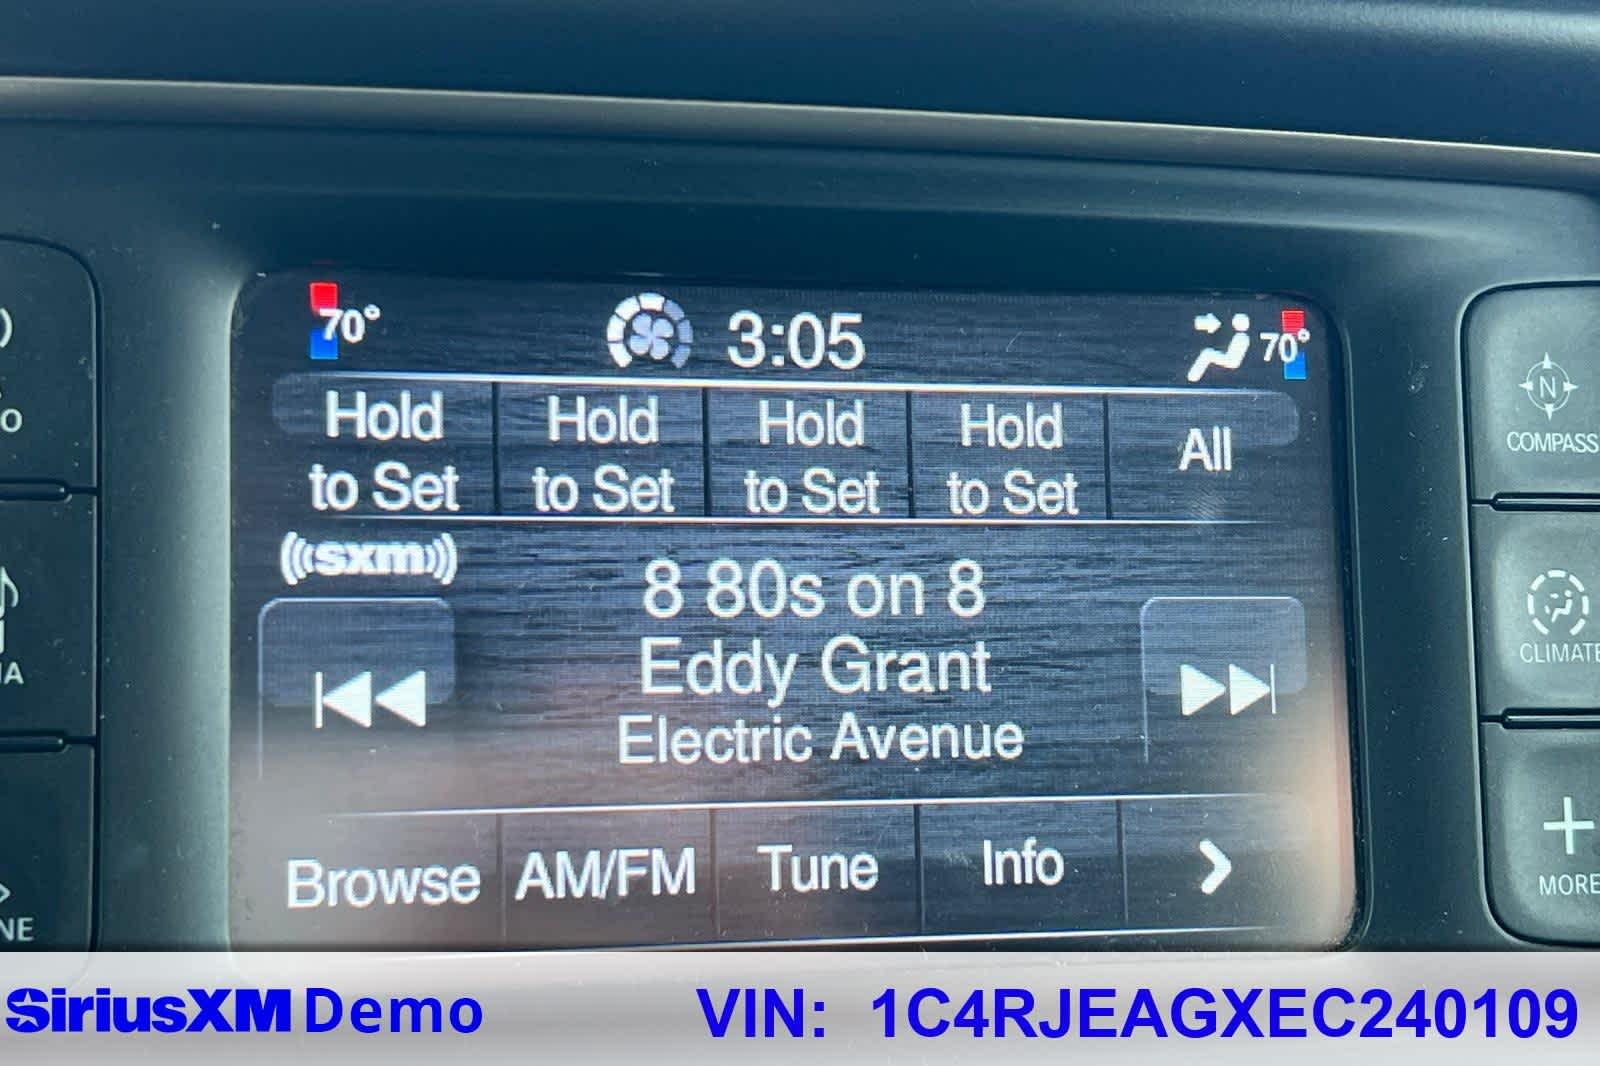 70° 3:05 70°
Hold to Set Hold to Set Hold to Set Hold to Set All
((sxm))
8 80s on 8
Eddy Grant
Electric Avenue
Browse AM/FM Tune Info
N
COMPASS
CLIMATE
MORE
SiriusXM Demo VIN: 1C4RJEAGXEC240109